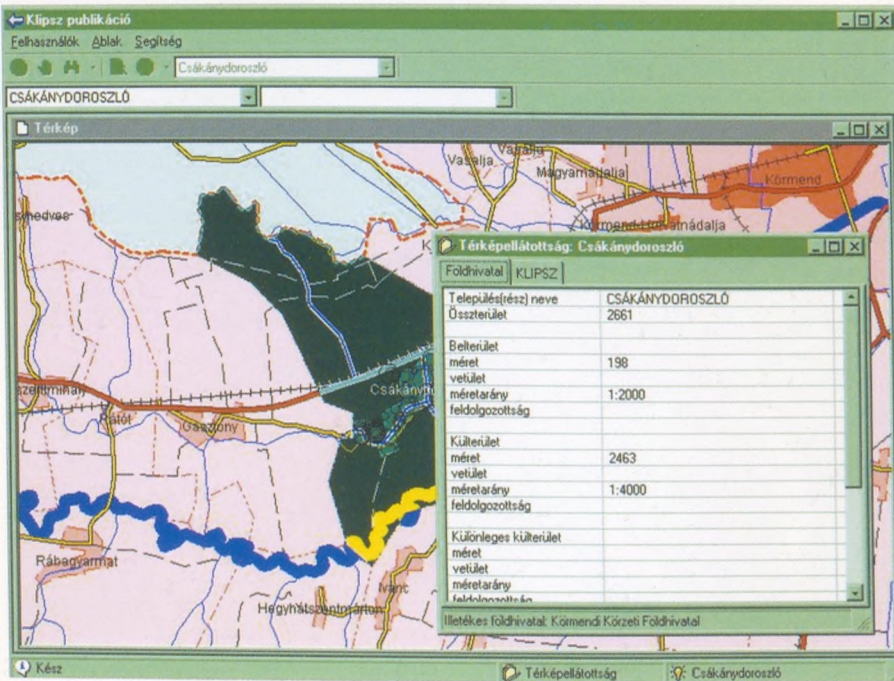 Klipsz publikáció
Felhasználók Ablak Segítség
Csákánydoroszló
CSÁKÁNYDOROSZLÓ
Térkép
Vasalja
Vasalja
Magyarnádalja
Körmend
Körmend-Horvátnádalja
Csákány
Rátót
Gasztony
Rábagyarmat
Ivánc
Hegyhátszentmárton
Térképellátottság: Csákánydoroszló
Földhivatal KLIPSZ
Település(rész) neve CSÁKÁNYDOROSZLÓ
Összterület 2661
Belterület
méret 198
vetület
méretarány 1:2000
feldolgozottság
Külterület
méret 2463
vetület
méretarány 1:4000
feldolgozottság
Különleges külterület
méret
vetület
méretarány
feldolgozottság
Illetékes földhivatal: Körmendi Körzeti Földhivatal
Kész Térképellátottság Csákánydoroszló